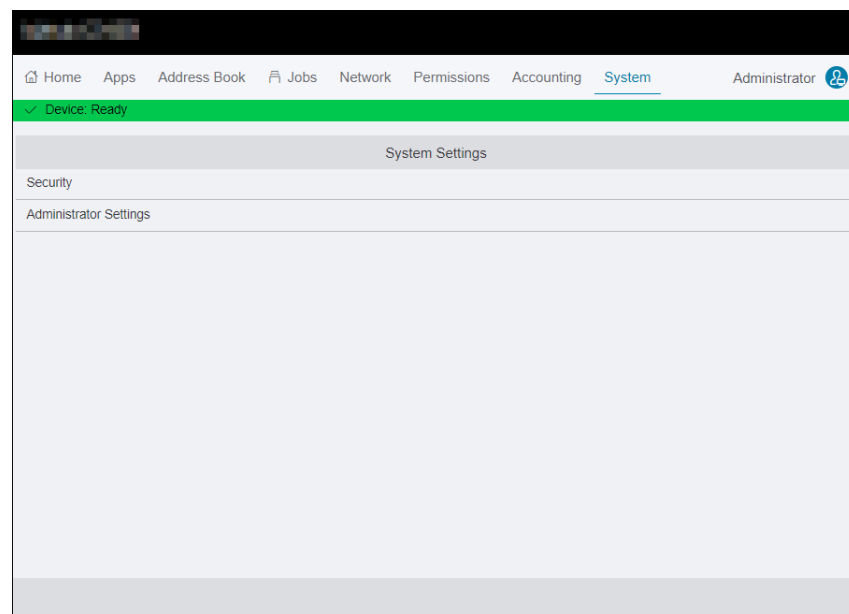 Home Apps Address Book Jobs Network Permissions Accounting System Administrator
Device: Ready
System Settings
Security
Administrator Settings